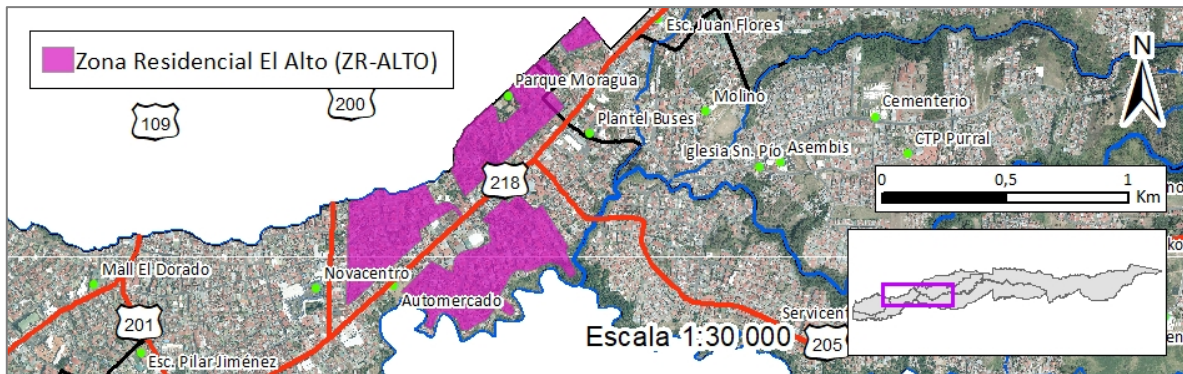 Zona Residencial El Alto (ZR-ALTO)
Esc. Juan Flores
N
Parque Moragua
200
109
Molino
Cementerio
Plantel Buses
CTP Purral
Iglesia Sn. Pío
Asembis
218
0
0,5
1
Km
Mall El Dorado
Novacentro
Automercado
201
Servicent
Escala 1:30 000
205
Esc. Pilar Jiménez